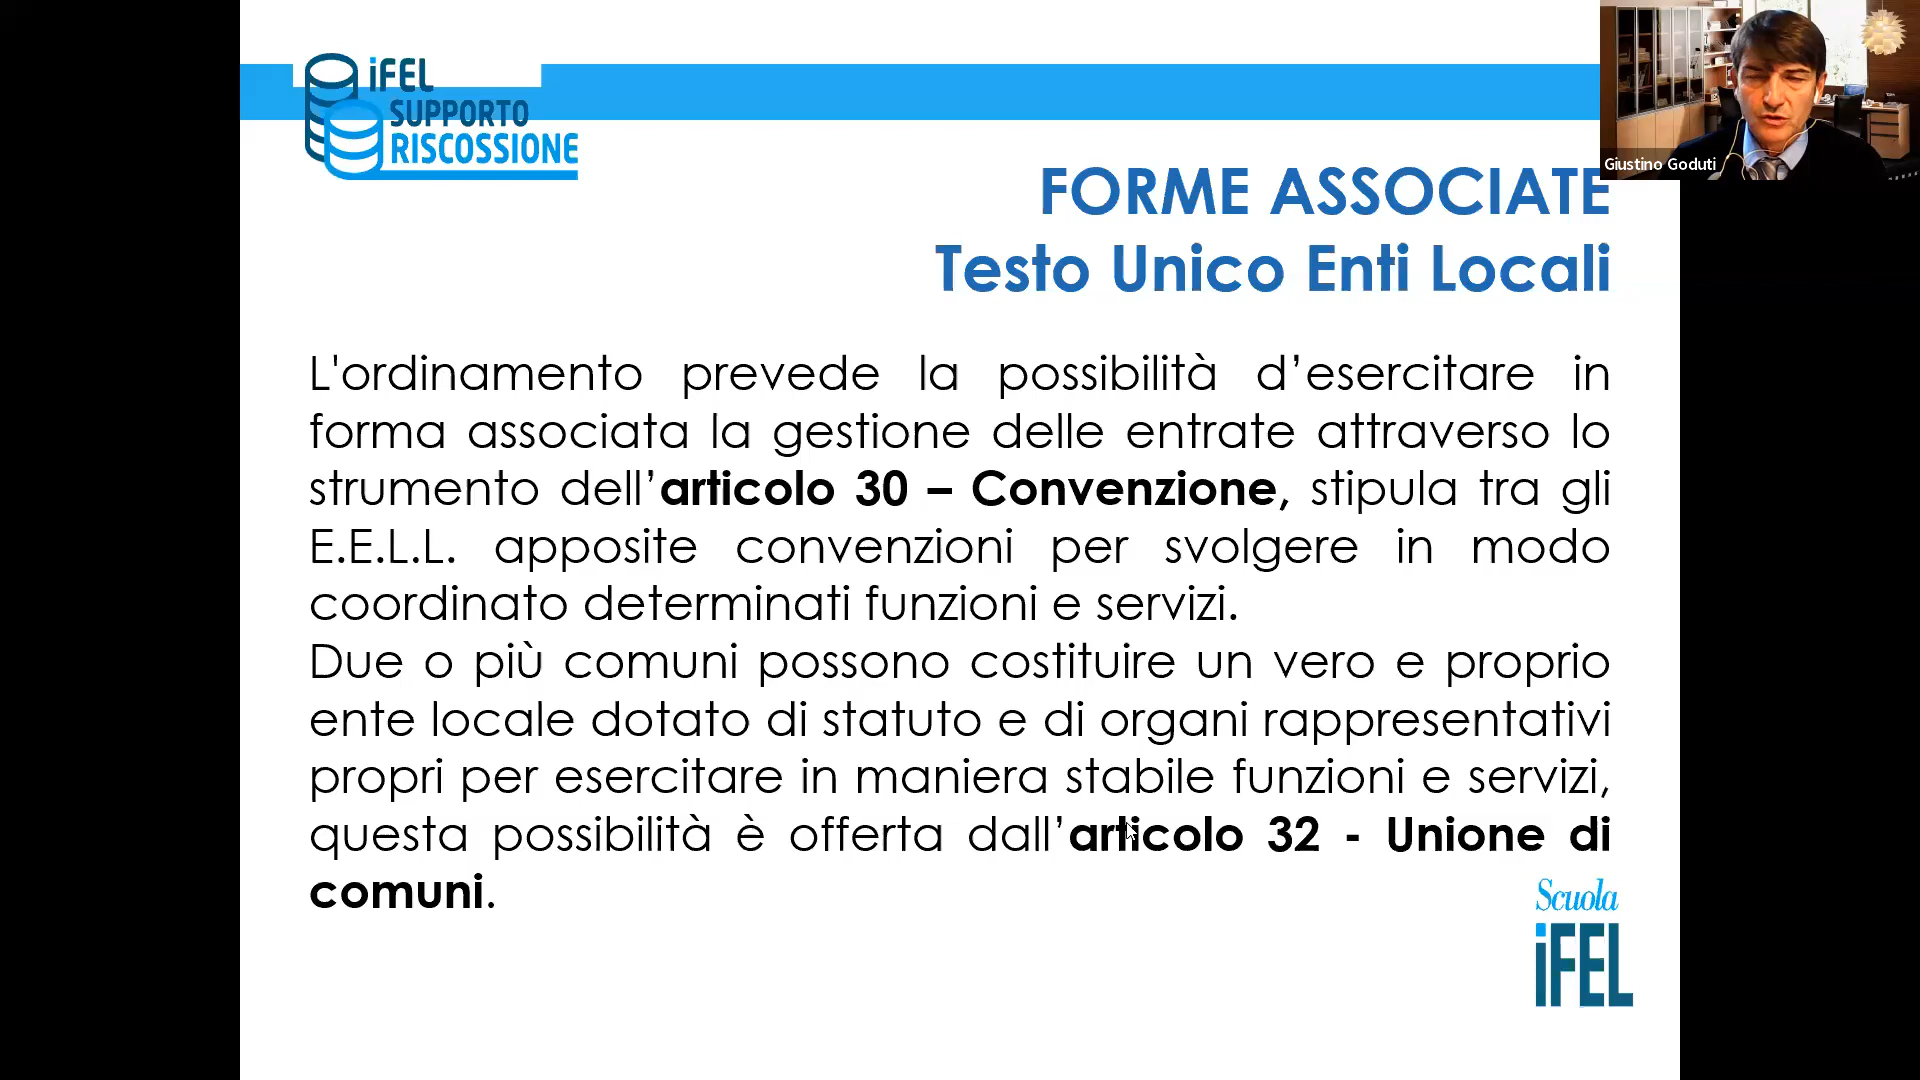 iFEL
SUPPORTO
RISCOSSIONE
Giustino Goduti
FORME ASSOCIATE
Testo Unico Enti Locali
L'ordinamento prevede la possibilità d’esercitare in
forma associata la gestione delle entrate attraverso lo
strumento dell’articolo 30 – Convenzione, stipula tra gli
E.E.L.L. apposite convenzioni per svolgere in modo
coordinato determinati funzioni e servizi.
Due o più comuni possono costituire un vero e proprio
ente locale dotato di statuto e di organi rappresentativi
propri per esercitare in maniera stabile funzioni e servizi,
questa possibilità è offerta dall’articolo 32 - Unione di
comuni.
Scuola
iFEL